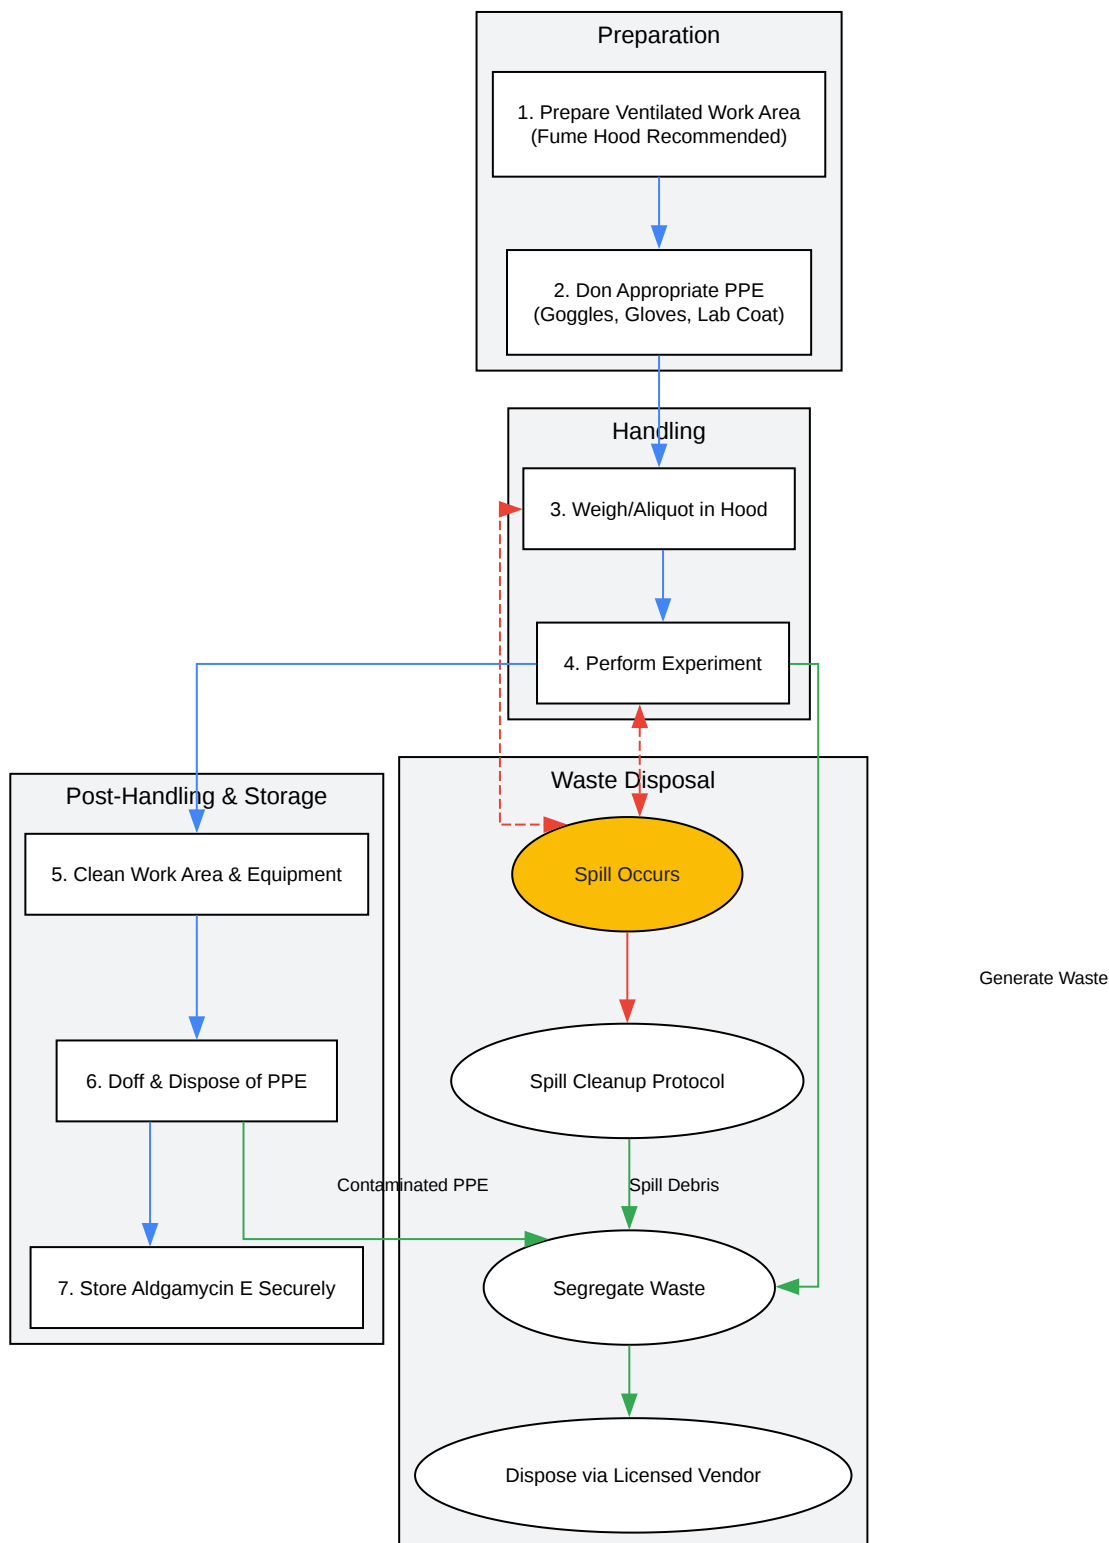 Preparation
1. Prepare Ventilated Work Area
(Fume Hood Recommended)
2. Don Appropriate PPE
(Goggles, Gloves, Lab Coat)
Handling
3. Weigh/Aliquot in Hood
4. Perform Experiment
Post-Handling & Storage
5. Clean Work Area & Equipment
6. Doff & Dispose of PPE
7. Store Aldgamycin E Securely
Waste Disposal
Spill Occurs
Spill Cleanup Protocol
Contaminated PPE
Spill Debris
Generate Waste
Segregate Waste
Dispose via Licensed Vendor